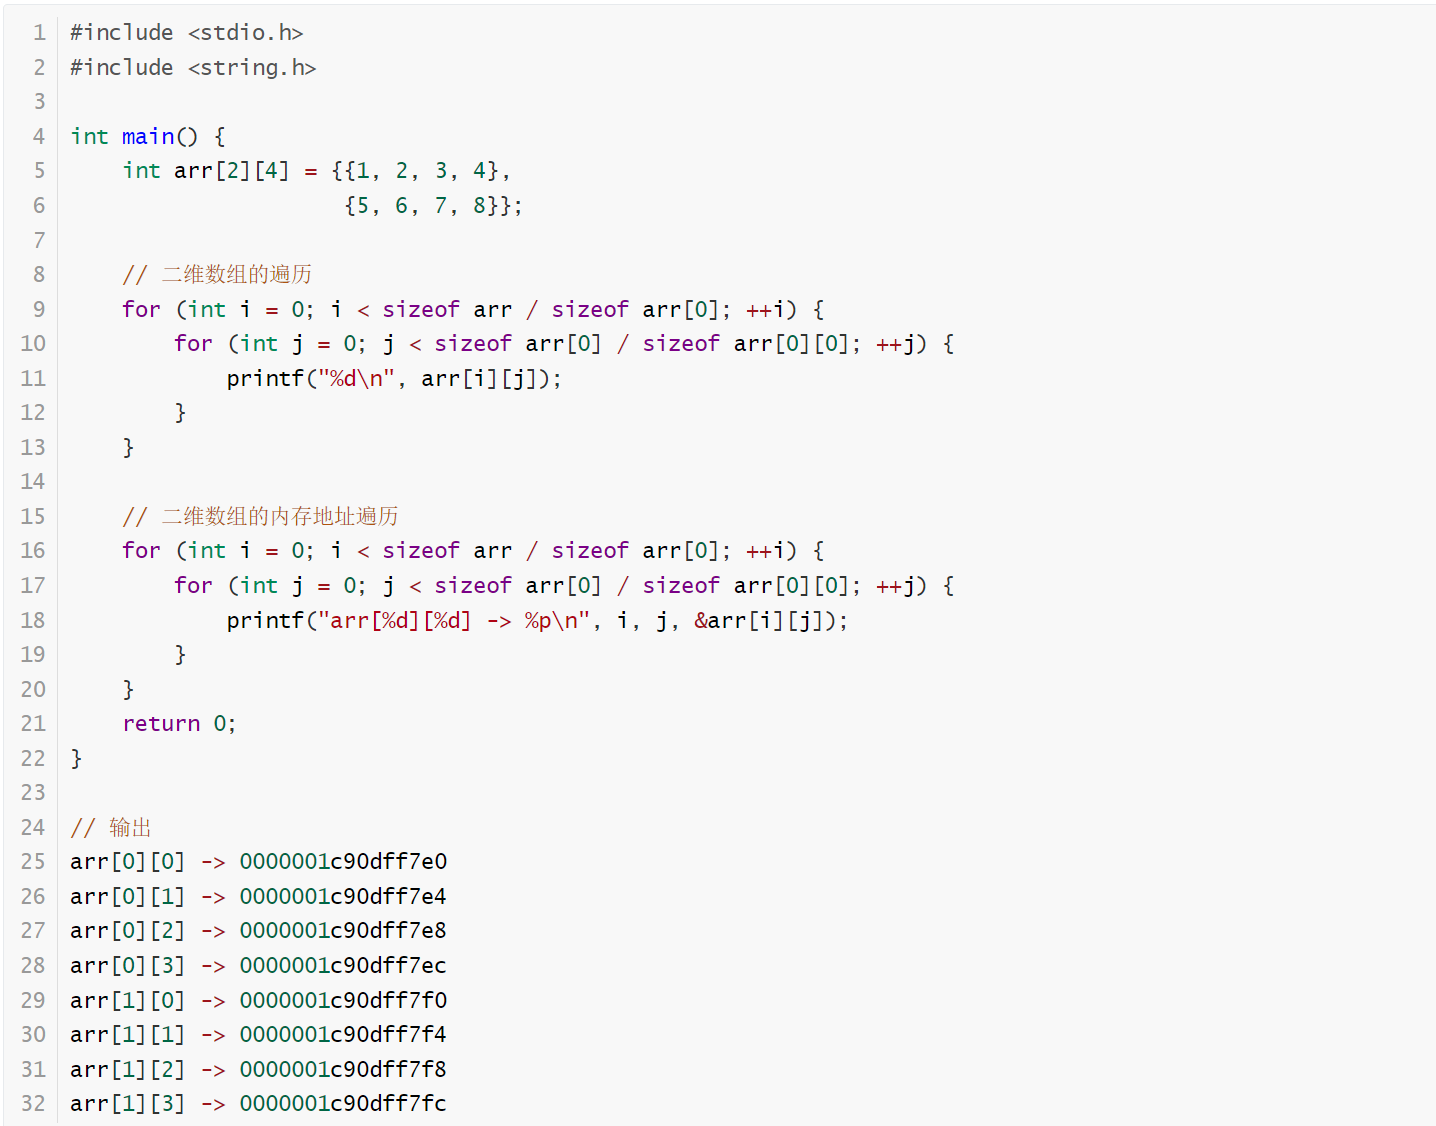 1 #include <stdio.h>
2 #include <string.h>
3
4 int main() {
5     int arr[2][4] = {{1, 2, 3, 4},
6                      {5, 6, 7, 8}};
7
8     // 二维数组的遍历
9     for (int i = 0; i < sizeof arr / sizeof arr[0]; ++i) {
10         for (int j = 0; j < sizeof arr[0] / sizeof arr[0][0]; ++j) {
11             printf("%d\n", arr[i][j]);
12         }
13     }
14
15     // 二维数组的内存地址遍历
16     for (int i = 0; i < sizeof arr / sizeof arr[0]; ++i) {
17         for (int j = 0; j < sizeof arr[0] / sizeof arr[0][0]; ++j) {
18             printf("arr[%d][%d] -> %p\n", i, j, &arr[i][j]);
19         }
20     }
21     return 0;
22 }
23
24 // 输出
25 arr[0][0] -> 0000001c90dff7e0
26 arr[0][1] -> 0000001c90dff7e4
27 arr[0][2] -> 0000001c90dff7e8
28 arr[0][3] -> 0000001c90dff7ec
29 arr[1][0] -> 0000001c90dff7f0
30 arr[1][1] -> 0000001c90dff7f4
31 arr[1][2] -> 0000001c90dff7f8
32 arr[1][3] -> 0000001c90dff7fc